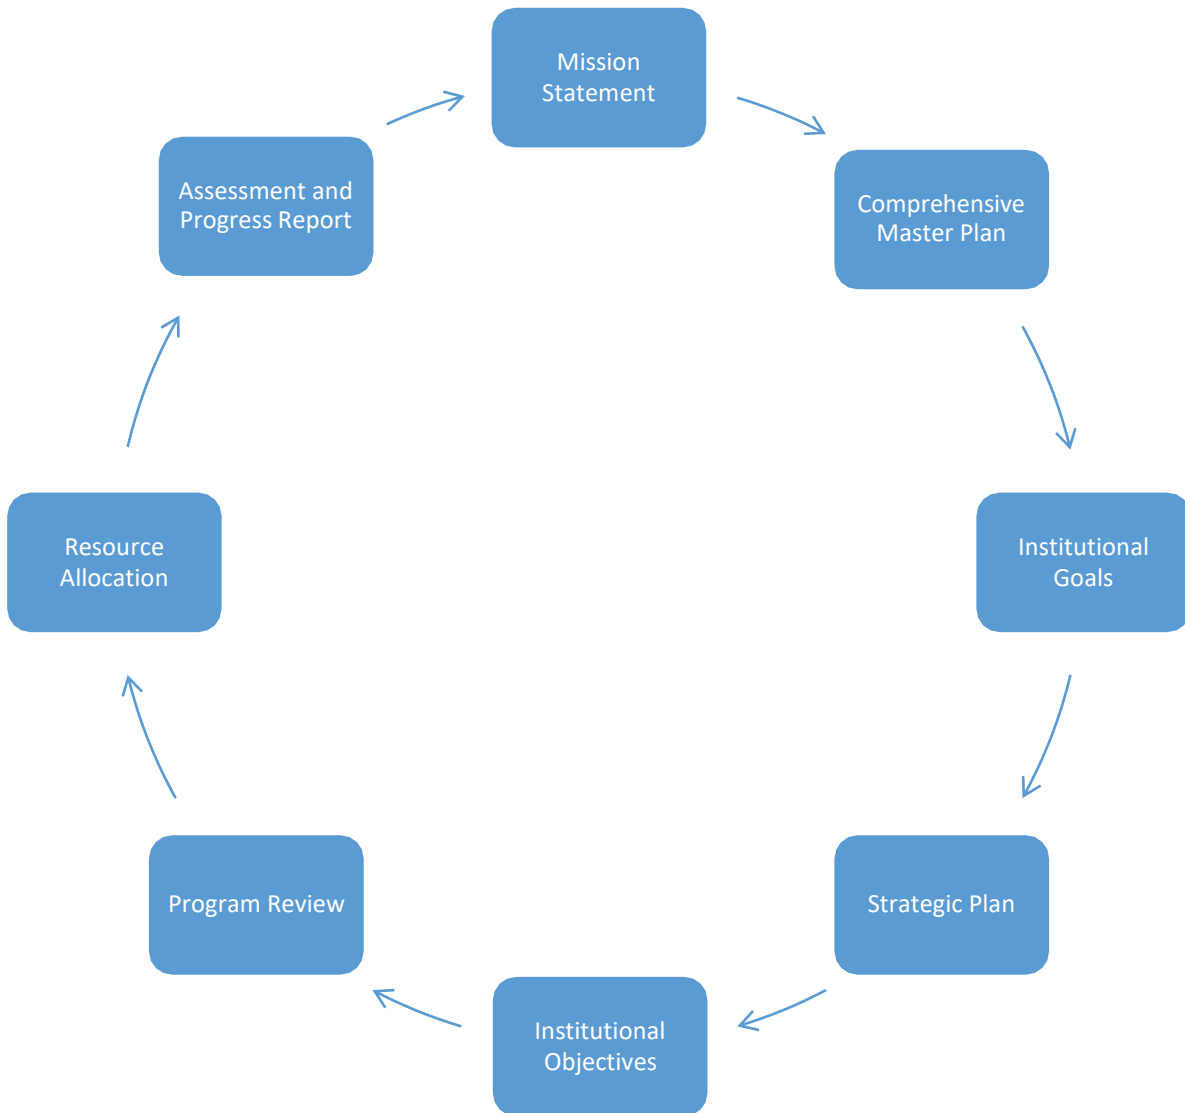 Mission
Statement
Comprehensive
Master Plan
Institutional
Goals
Strategic Plan
Institutional
Objectives
Program Review
Resource
Allocation
Assessment and
Progress Report